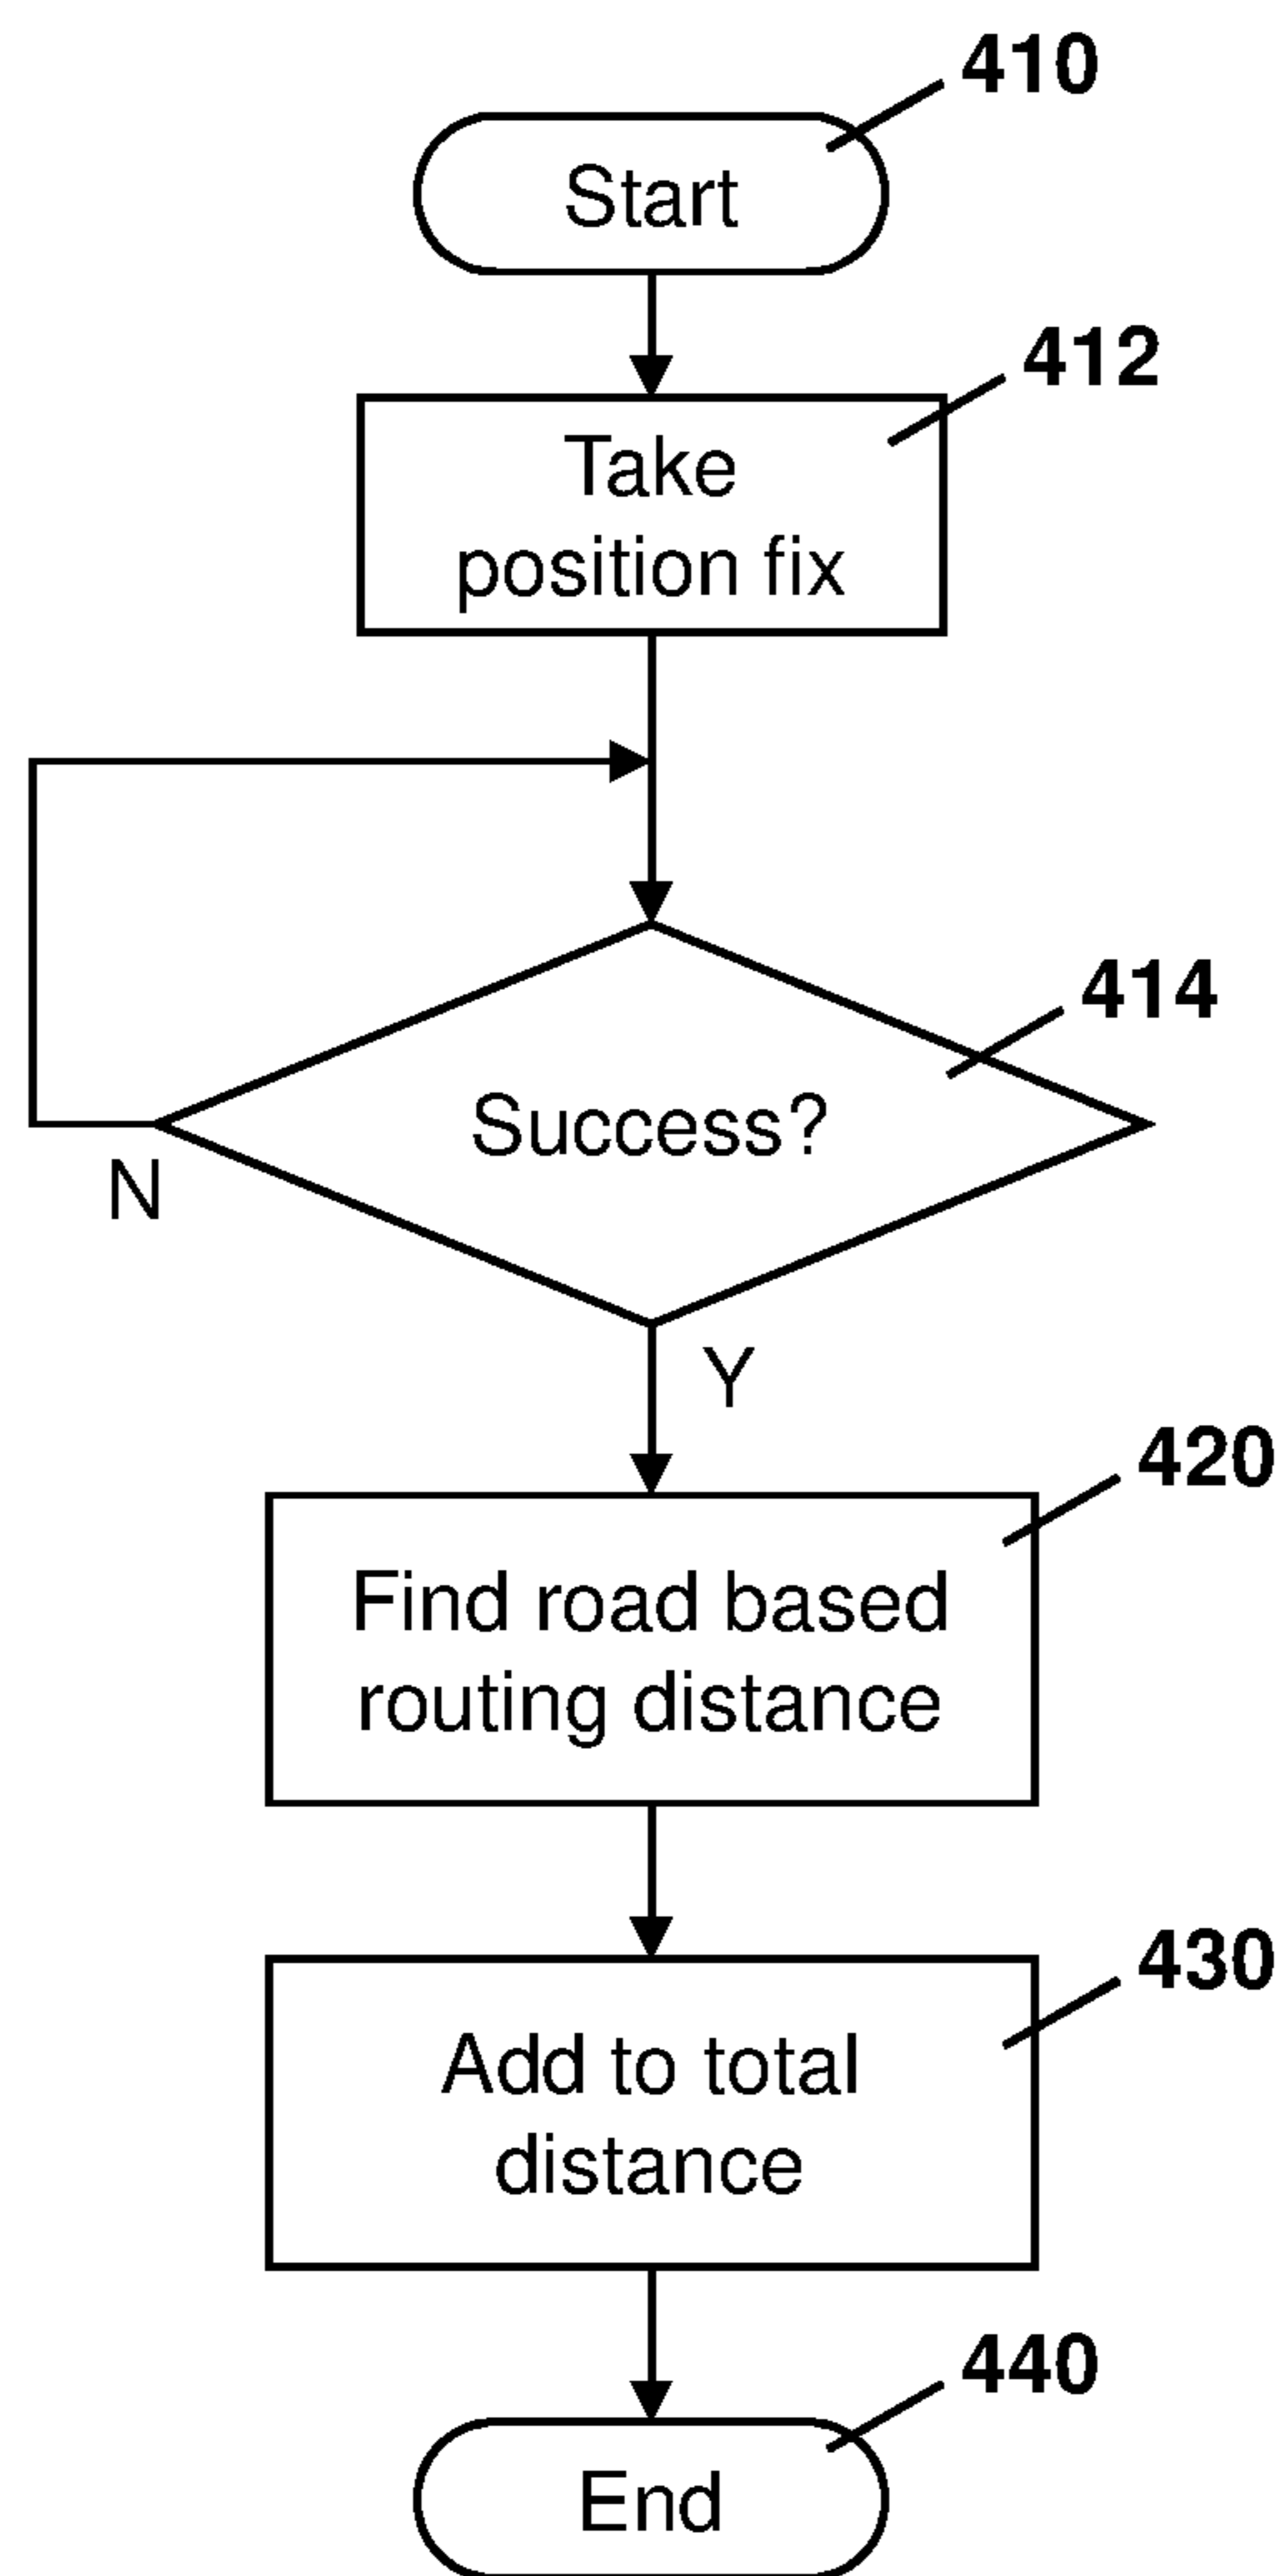 410
Start
412
Take
position fix
414
Success?
N
Y
420
Find road based
routing distance
430
Add to total
distance
440
End